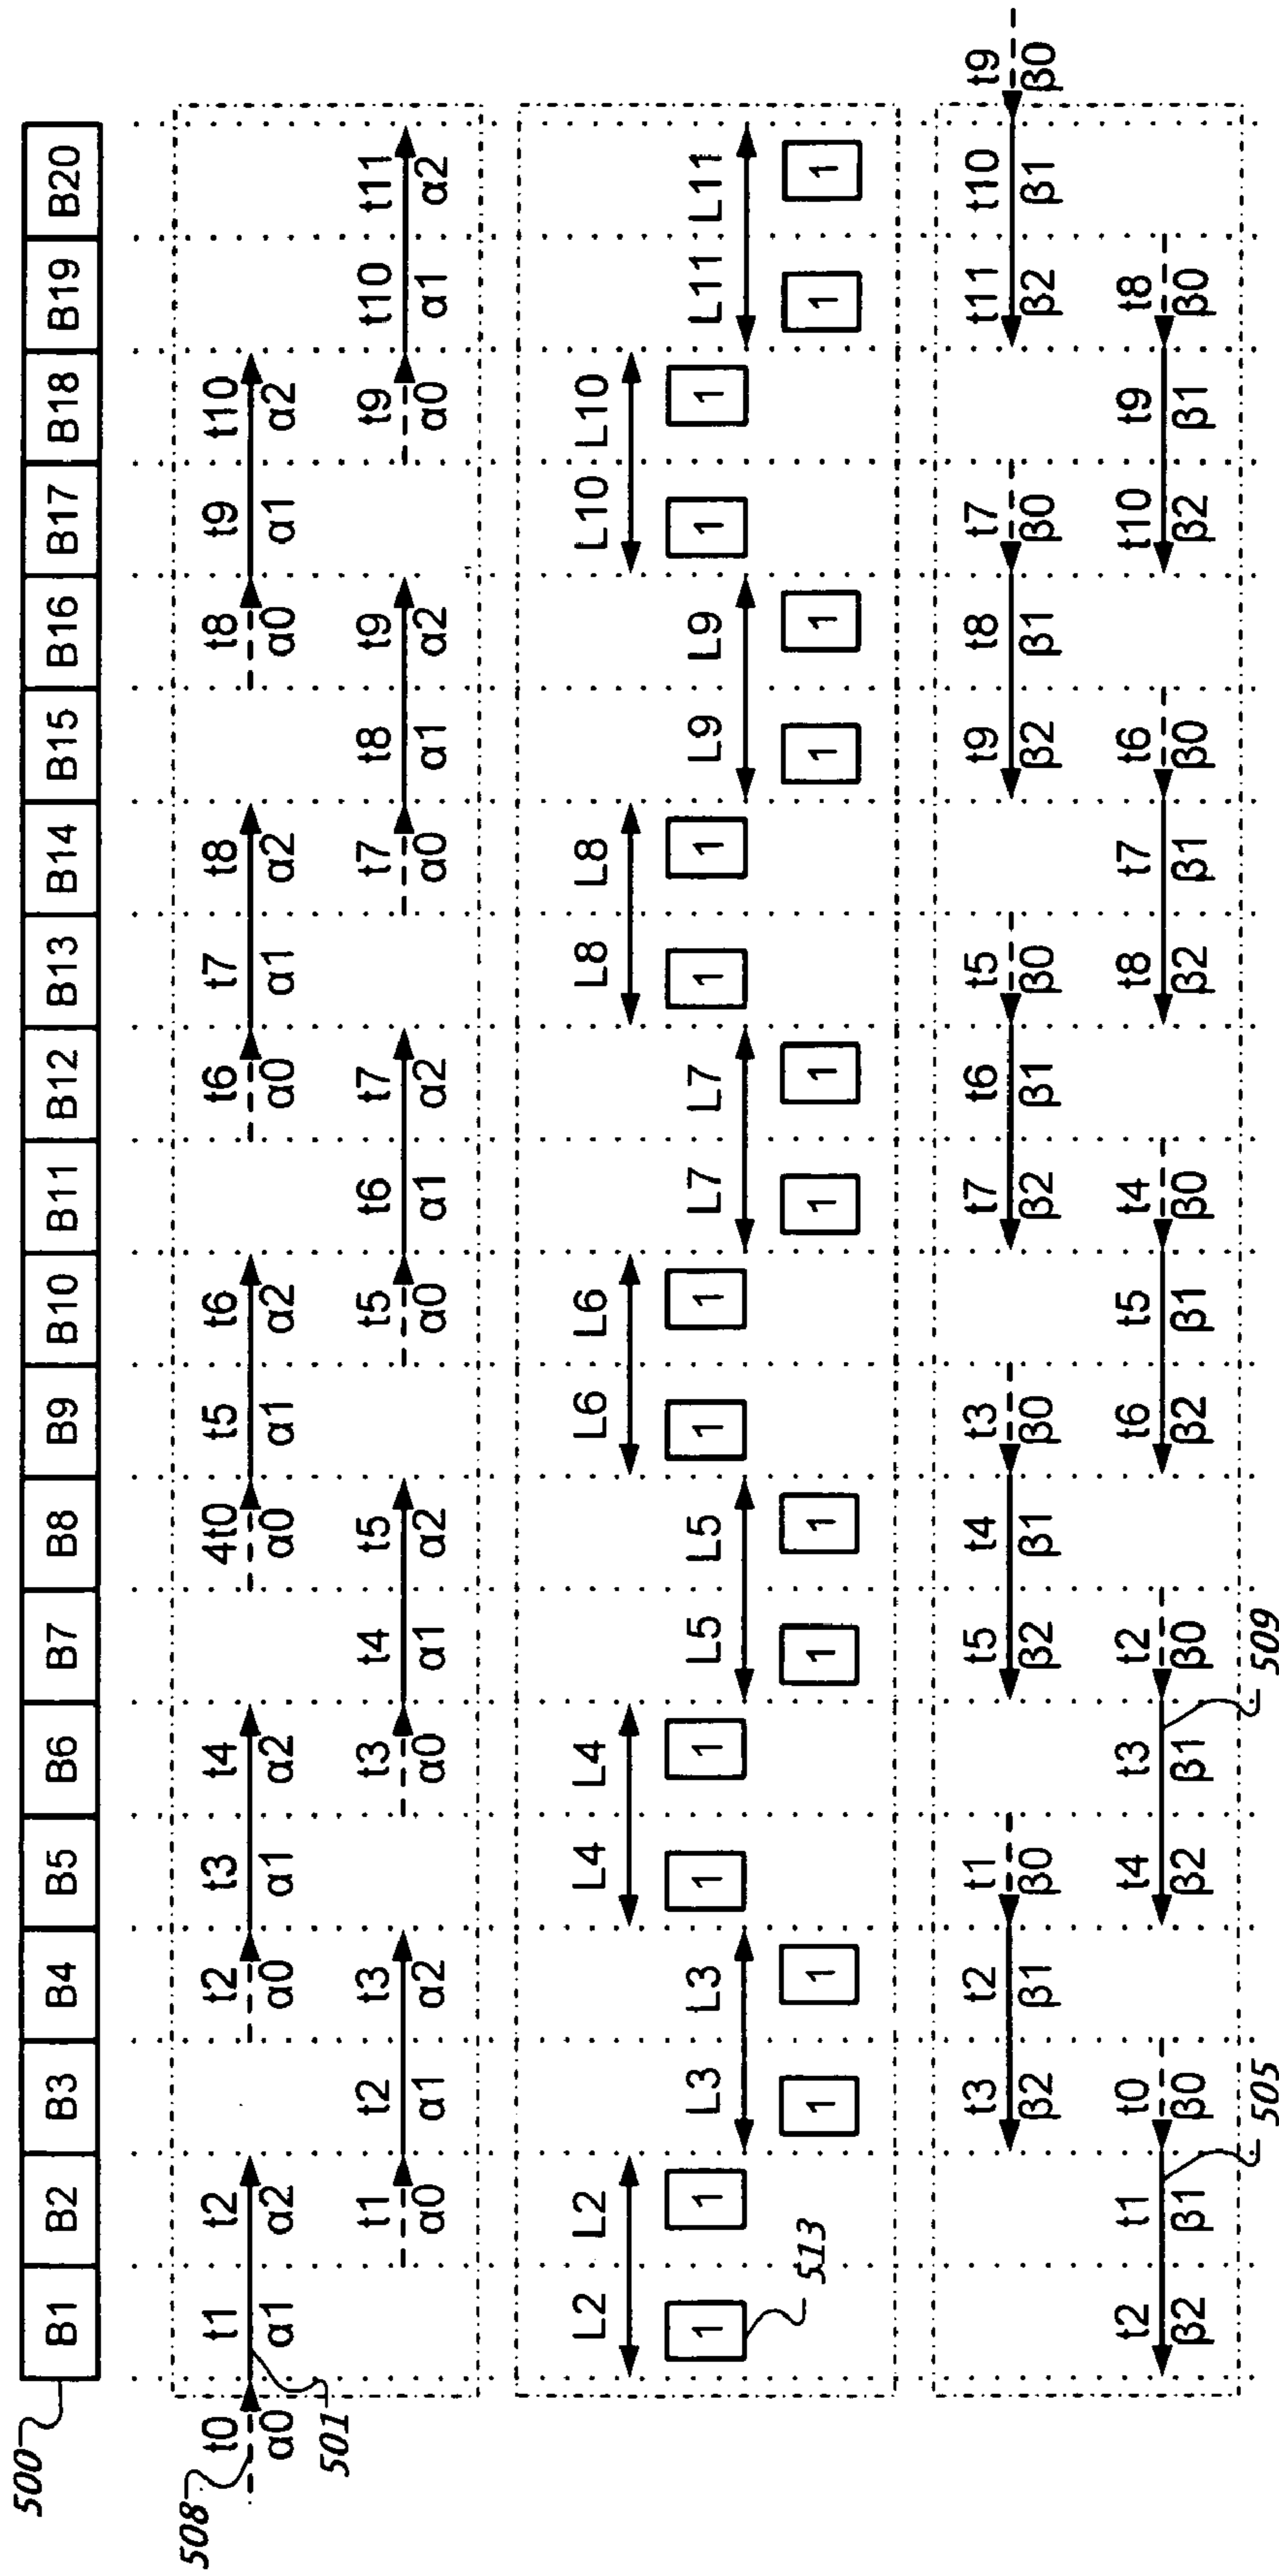 500
B1 B2 B3 B4 B5 B6 B7 B8 B9 B10 B11 B12 B13 B14 B15 B16 B17 B18 B19 B20
508
t0 t1 t2 t2 t3 t4 4t0 t5 t6 t6 t7 t8 t8 t9 t10
α0 α1 α2 α0 α1 α2 α0 α1 α2 α0 α1 α2 α0 α1 α2
501
t1 t2 t3 t3 t4 t5 t5 t6 t7 t7 t8 t9 t9 t10 t11
α0 α1 α2 α0 α1 α2 α0 α1 α2 α0 α1 α2 α0 α1 α2
L2 L2 L4 L4 L6 L6 L8 L8 L10 L10
1 1 1 1 1 1 1 1 1 1
L3 L3 L5 L5 L7 L7 L9 L9 L11 L11
1 1 1 1 1 1 1 1 1 1
513
t3 t2 t1 t5 t4 t3 t7 t6 t5 t9 t8 t7 t11 t10 t9
β2 β1 β0 β2 β1 β0 β2 β1 β0 β2 β1 β0 β2 β1 β0
t2 t1 t0 t4 t3 t2 t6 t5 t4 t8 t7 t6 t10 t9 t8
β2 β1 β0 β2 β1 β0 β2 β1 β0 β2 β1 β0 β2 β1 β0
505 509